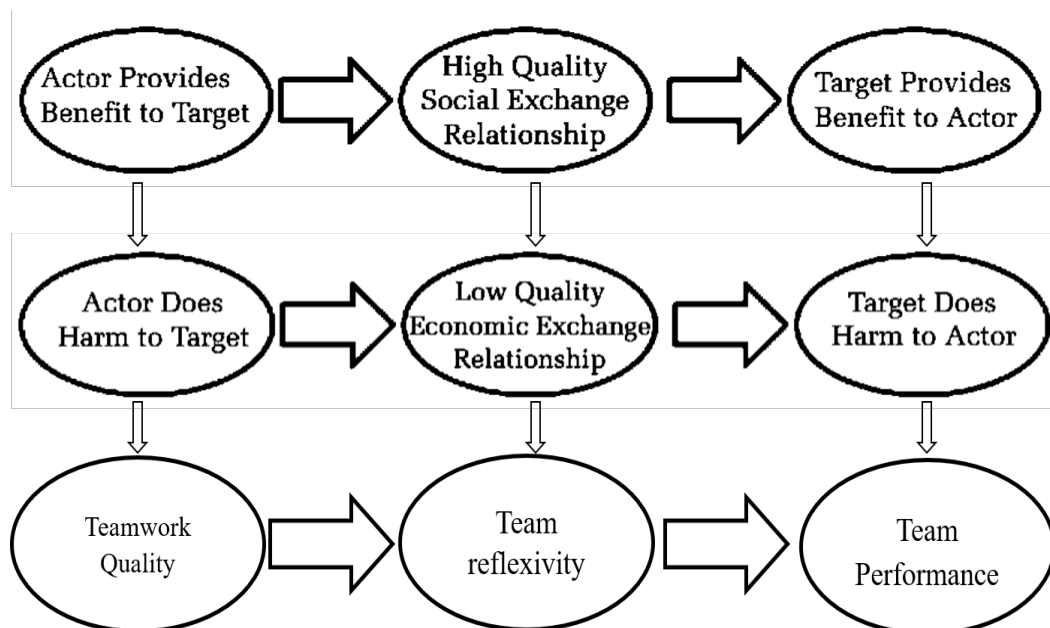 Actor Provides
Benefit to Target
High Quality
Social Exchange
Relationship
Target Provides
Benefit to Actor
Actor Does
Harm to Target
Low Quality
Economic Exchange
Relationship
Target Does
Harm to Actor
Teamwork
Quality
Team
reflexivity
Team
Performance